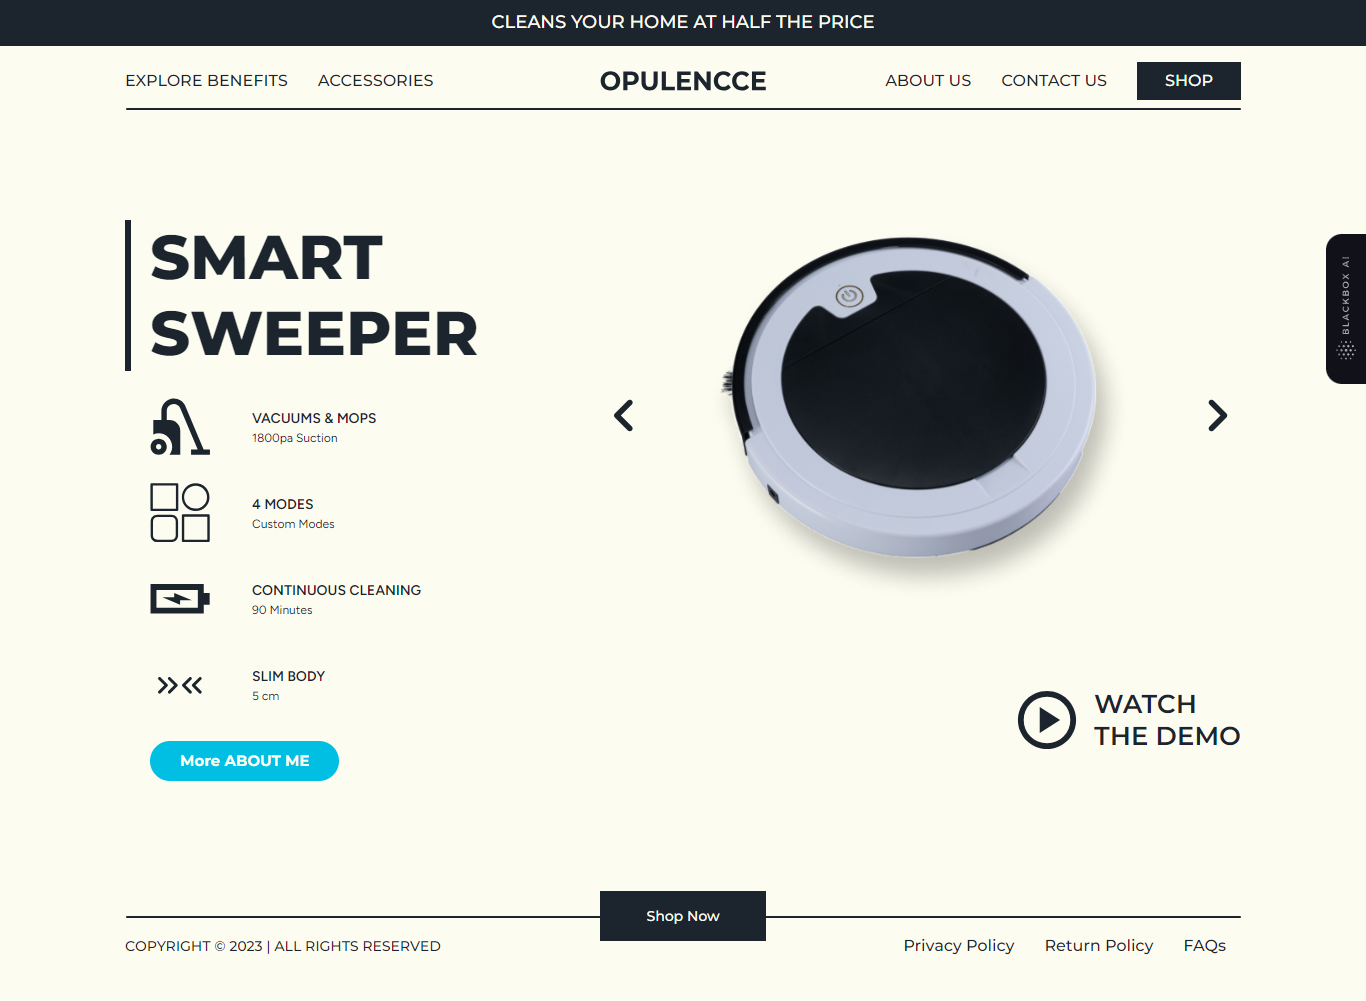 CLEANS YOUR HOME AT HALF THE PRICE
EXPLORE BENEFITS ACCESSORIES OPULENCCE ABOUT US CONTACT US SHOP
SMART
SWEEPER
VACUUMS & MOPS
1800pa Suction
4 MODES
Custom Modes
CONTINUOUS CLEANING
90 Minutes
SLIM BODY
5 cm
More ABOUT ME
BLACKBOX AI
WATCH
THE DEMO
Shop Now
COPYRIGHT © 2023 | ALL RIGHTS RESERVED Privacy Policy Return Policy FAQs